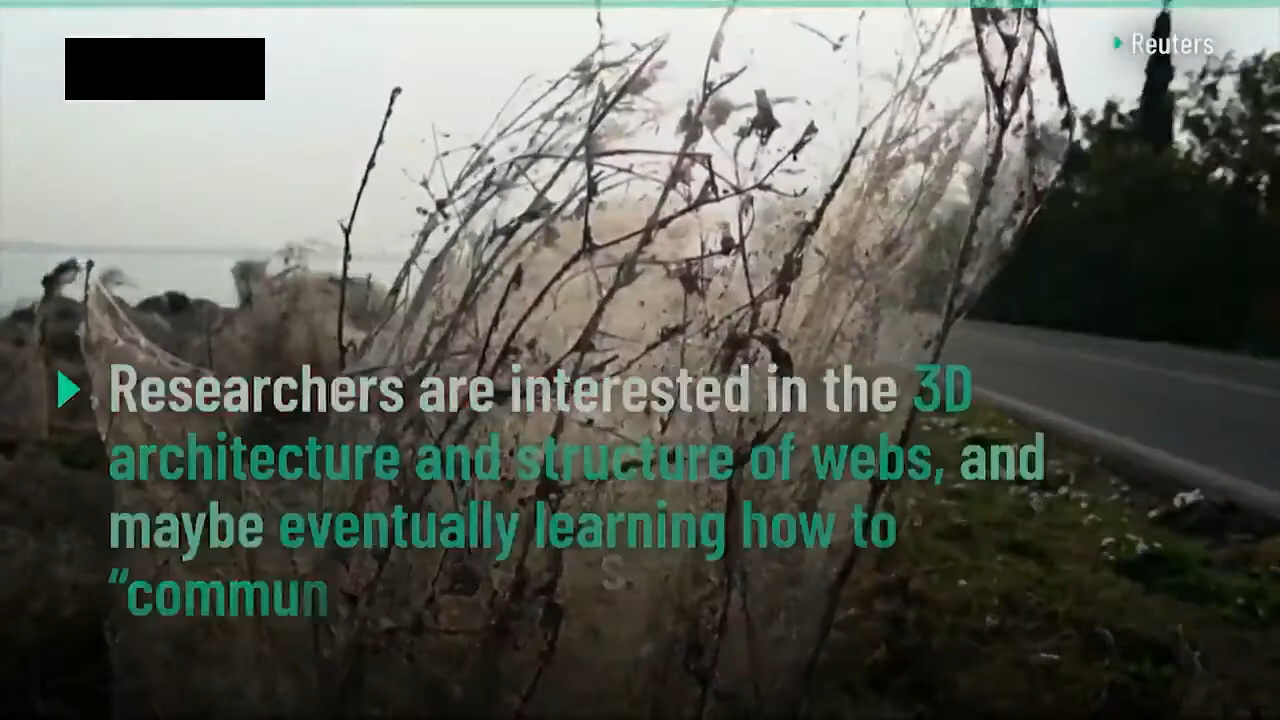 Reuters
Researchers are interested in the 3D
architecture and structure of webs, and
maybe eventually learning how to
“commun
s